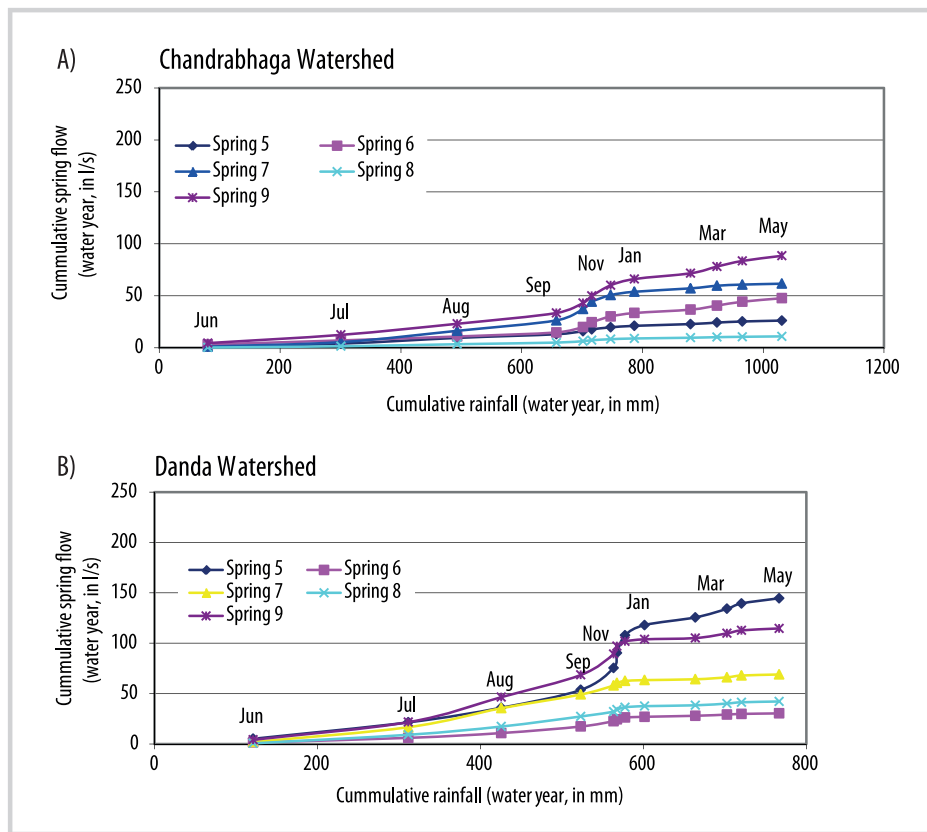 A) Chandrabhaga Watershed
Cummulative spring flow
(water year, in l/s)
250
200
150
100
50
0
Spring 5 Spring 6
Spring 7 Spring 8
Spring 9
Jun Jul Aug Sep Nov Jan Mar May
0 200 400 600 800 1000 1200
Cumulative rainfall (water year, in mm)
B) Danda Watershed
Cummulative spring flow
(water year, in l/s)
250
200
150
100
50
0
Spring 5 Spring 6
Spring 7 Spring 8
Spring 9
Jun Jul Aug Sep Nov Jan Mar May
0 200 400 600 800
Cummulative rainfall (water year, in mm)